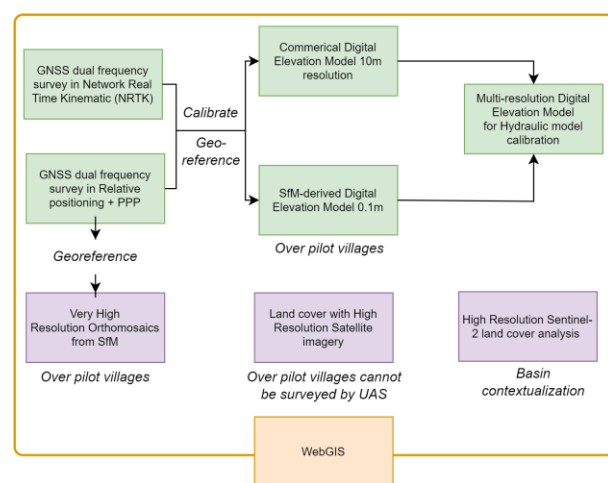 GNSS dual frequency
survey in Network Real
Time Kinematic (NRTK)
Commerical Digital
Elevation Model 10m
resolution
Multi-resolution Digital
Elevation Model
for Hydraulic model
calibration
Calibrate
Geo-
reference
GNSS dual frequency
survey in Relative
positioning + PPP
SfM-derived Digital
Elevation Model 0.1m
Over pilot villages
Georeference
Very High
Resolution Orthomosaics
from SfM
Over pilot villages
Land cover with High
Resolution Satellite
imagery
Over pilot villages cannot
be surveyed by UAS
High Resolution Sentinel-
2 land cover analysis
Basin
contextualization
WebGIS